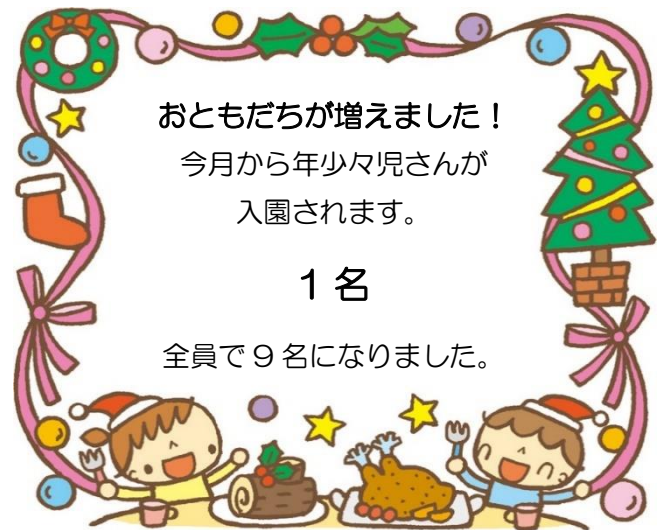 おともだちが増えました！
今月から年少々児さんが
入園されます。
１名
全員で９名になりました。